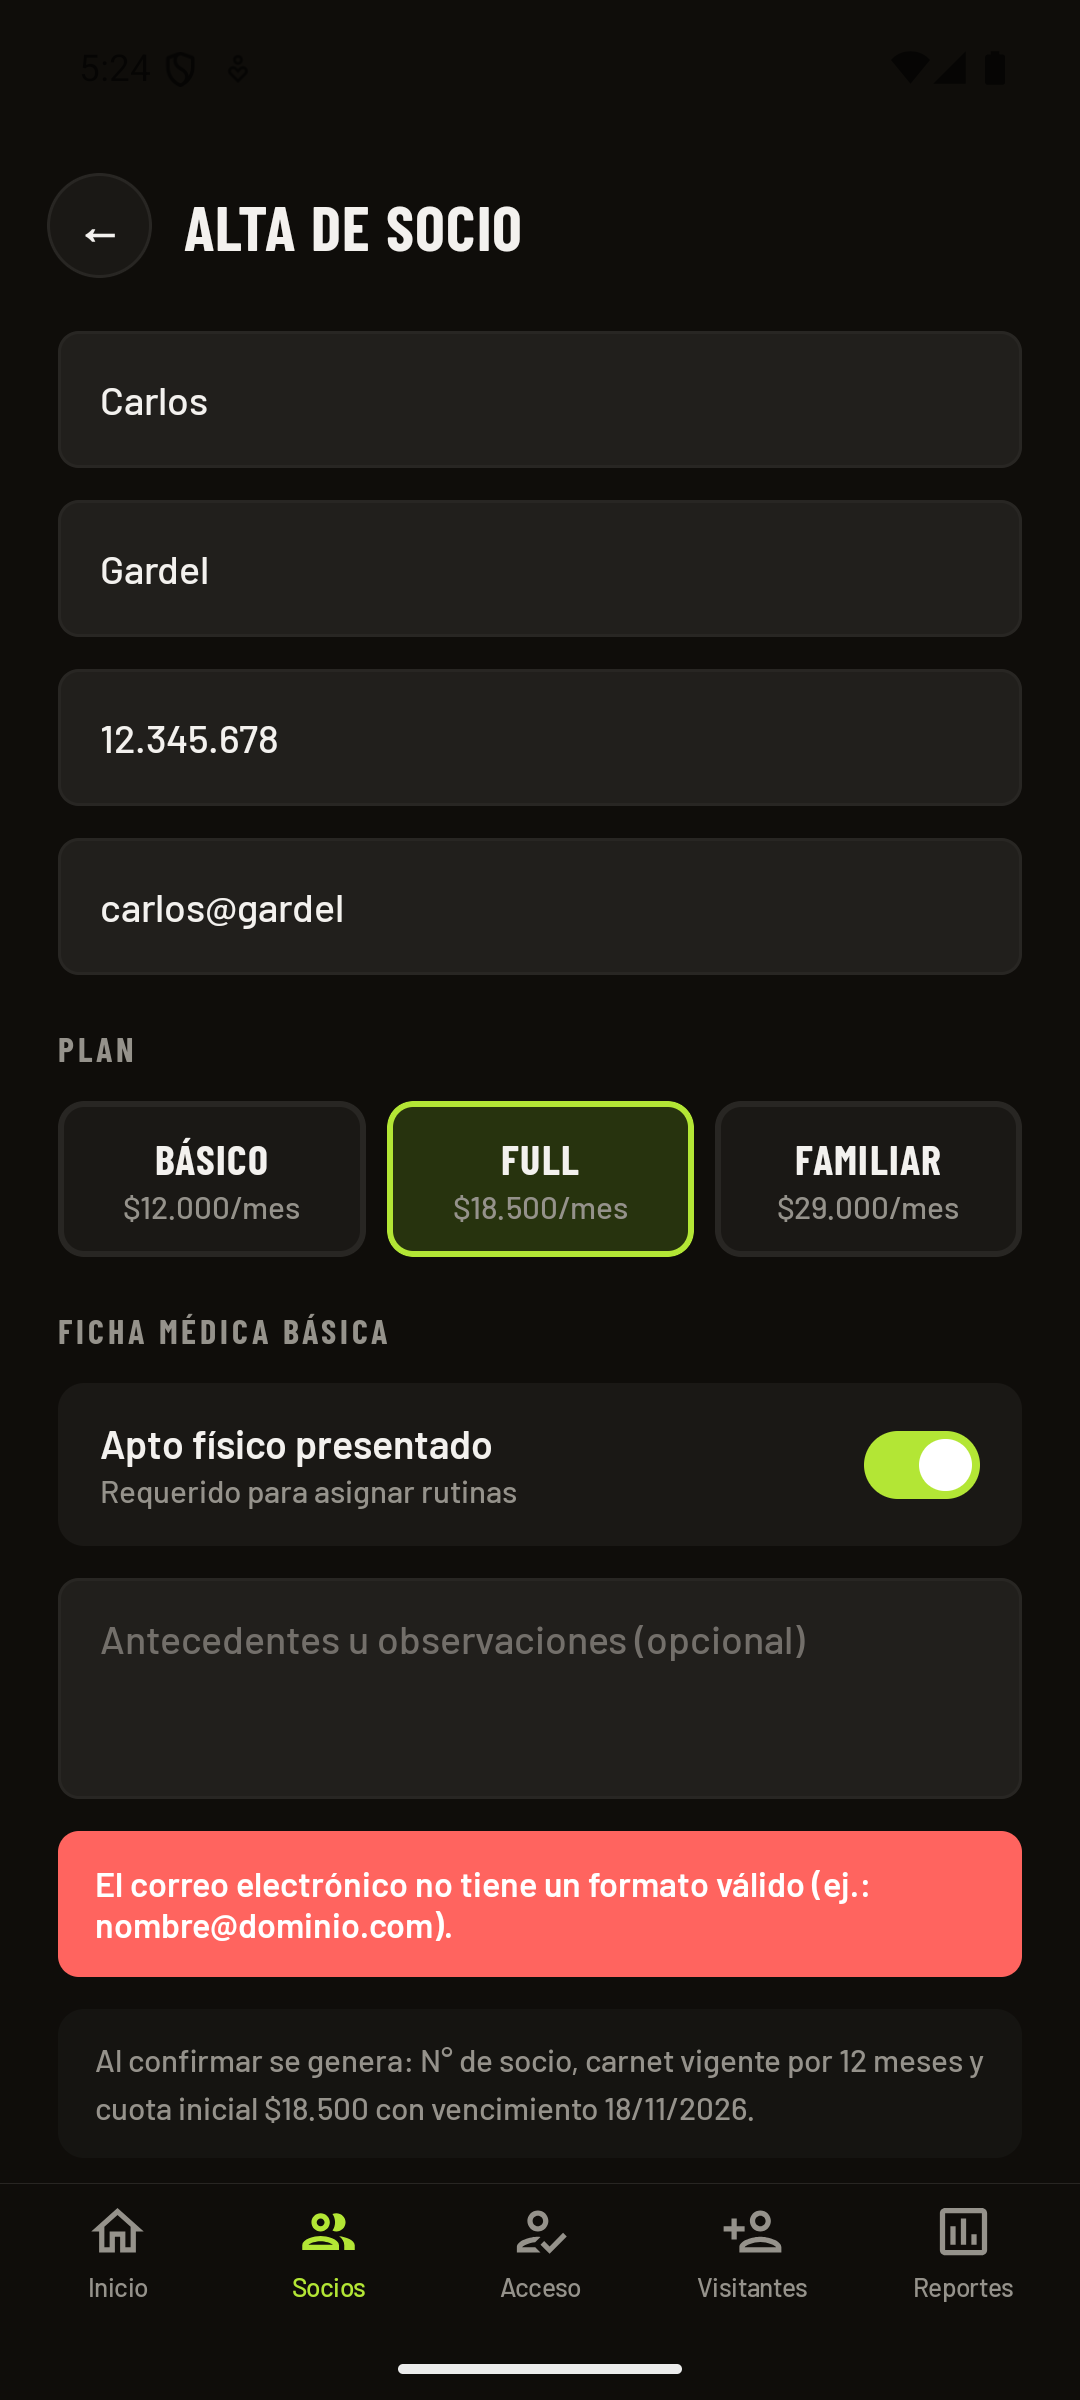 5:24
← ALTA DE SOCIO
Carlos
Gardel
12.345.678
carlos@gardel
PLAN
BÁSICO FULL FAMILIAR
$12.000/mes $18.500/mes $29.000/mes
FICHA MÉDICA BÁSICA
Apto físico presentado
Requerido para asignar rutinas
Antecedentes u observaciones (opcional)
El correo electrónico no tiene un formato válido (ej.:
nombre@dominio.com).
Al confirmar se genera: N° de socio, carnet vigente por 12 meses y
cuota inicial $18.500 con vencimiento 18/11/2026.
Inicio Socios Acceso Visitantes Reportes